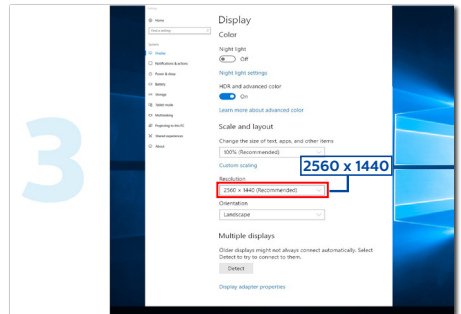 3
Home
Find a setting
Display
Notifications & actions
Power & sleep
Battery
Storage
Tablet mode
Multitasking
Projecting to this PC
Shared experiences
About
Display
Color
Night light
Off
Night light settings
HDR and advanced color
On
Learn more about advanced color
Scale and layout
Change the size of text, apps, and other items
100% (Recommended)
Custom scaling
2560 x 1440
Resolution
2560 × 1440 (Recommended)
Orientation
Landscape
Multiple displays
Older displays might not always connect automatically. Select
Detect to try to connect to them.
Detect
Display adapter properties